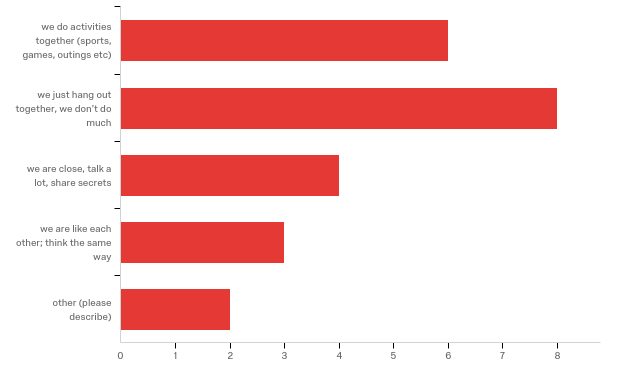 we do activities
together (sports,
games, outings etc)
we just hang out
together, we don't do
much
we are close, talk a
lot, share secrets
we are like each
other; think the same
way
other (please
describe)
0 1 2 3 4 5 6 7 8